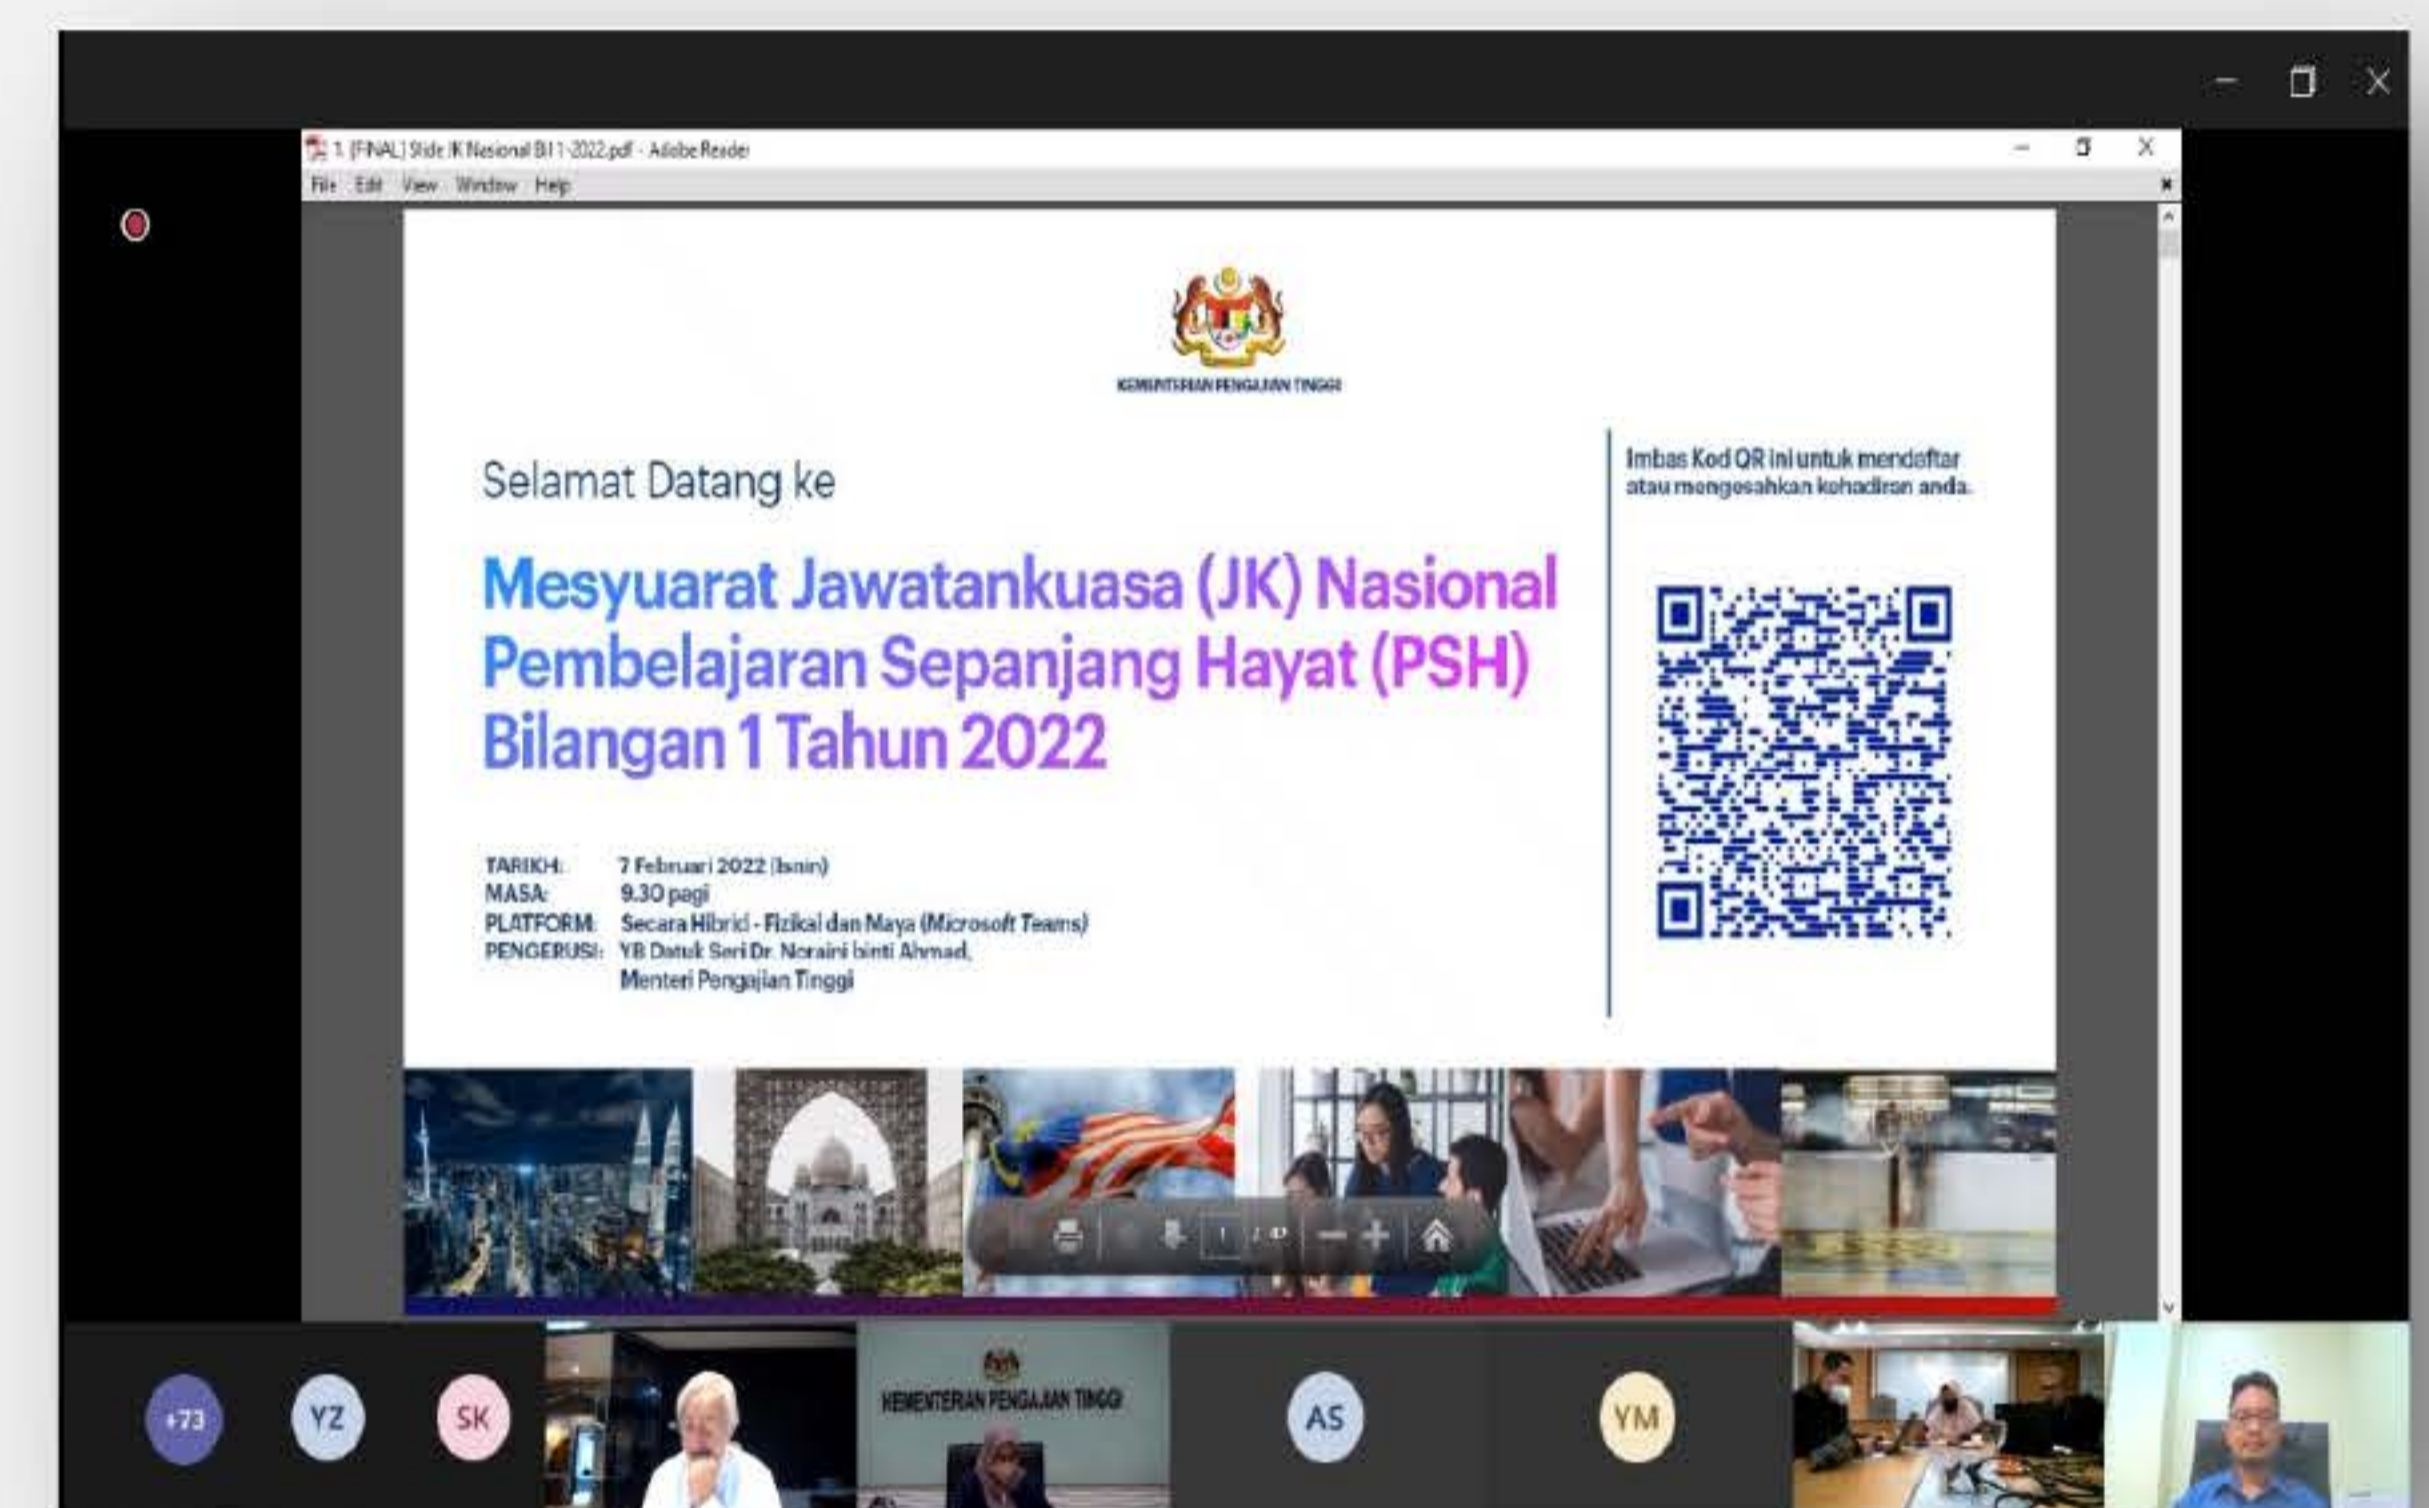 1. [FINAL] Slide JK Nasional Bil 1-2022.pdf - Adobe Reader
File Edit View Window Help
KEMENTERIAN PENGAJIAN TINGGI
Selamat Datang ke
Mesyuarat Jawatankuasa (JK) Nasional
Pembelajaran Sepanjang Hayat (PSH)
Bilangan 1 Tahun 2022
Imbas Kod QR ini untuk mendaftar
atau mengesahkan kehadiran anda.
TARIKH: 7 Februari 2022 (Isnin)
MASA: 9.30 pagi
PLATFORM: Secara Hibrid - Fizikal dan Maya (Microsoft Teams)
PENGERUSI: YB Datuk Seri Dr. Noraini binti Ahmad,
Menteri Pengajian Tinggi
1 /
+73
YZ
SK
KEMENTERIAN PENGAJIAN TINGGI
AS
YM